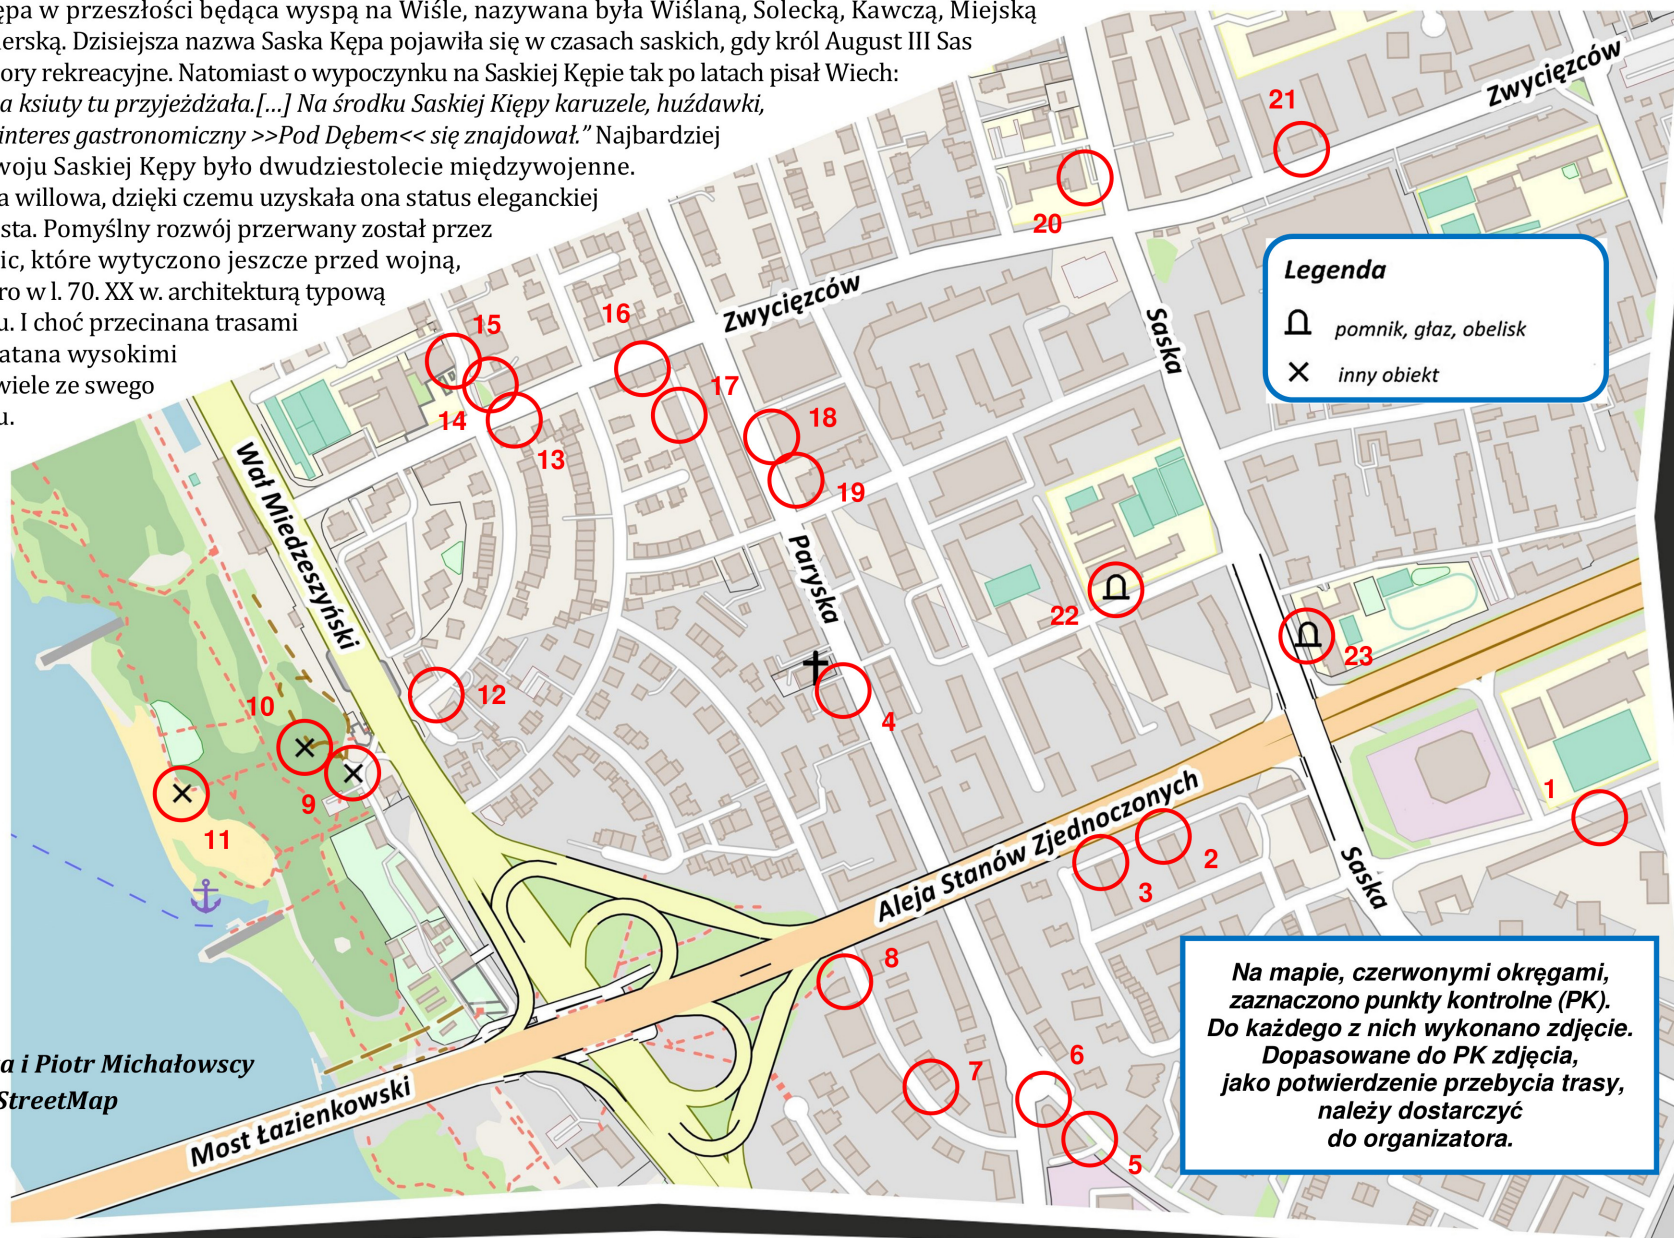 ępa w przeszłości będąca wyspą na Wiśle, nazywana była Wiślaną, Solecką, Kawczą, Miejską
erską. Dzisiejsza nazwa Saska Kępa pojawiła się w czasach saskich, gdy król August III Sas
ory rekreacyjne. Natomiast o wypoczynku na Saskiej Kępie tak po latach pisał Wiech:
a ksiuty tu przyjeżdżała.[...] Na środku Saskiej Kiępy karuzele, huźdawki,
interes gastronomiczny >>Pod Dębem<< się znajdował.” Najbardziej
woju Saskiej Kępy było dwudziestolecie międzywojenne.
a willowa, dzięki czemu uzyskała ona status eleganckiej
sta. Pomyślny rozwój przerwany został przez
ic, które wytyczono jeszcze przed wojną,
ro w l. 70. XX w. architekturą typową
u. I choć przecinana trasami
atana wysokimi
wiele ze swego
u.
Zwycięzców
21
20
Legenda
pomnik, głaz, obelisk
inny obiekt
Zwycięzców
Saska
16
15
17
14
18
13
19
Wał Miedzeszyński
Paryska
22
23
12
10
4
9
11
1
Aleja Stanów Zjednoczonych
2
3
Saska
8
6
7
5
Most Łazienkowski
a i Piotr Michałowscy
StreetMap
Na mapie, czerwonymi okręgami,
zaznaczono punkty kontrolne (PK).
Do każdego z nich wykonano zdjęcie.
Dopasowane do PK zdjęcia,
jako potwierdzenie przebycia trasy,
należy dostarczyć
do organizatora.